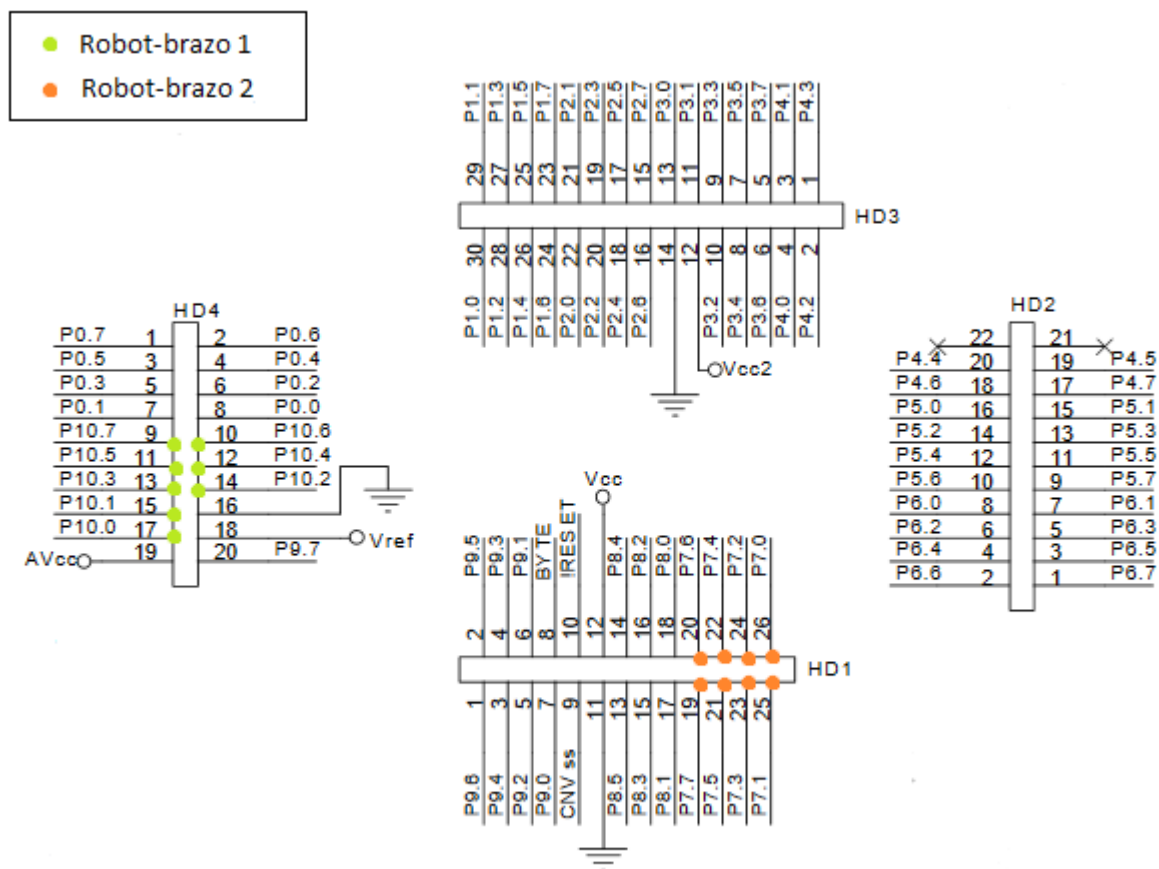 Robot-brazo 1
Robot-brazo 2
P1.1 P1.3 P1.5 P1.7 P2.1 P2.3 P2.5 P2.7 P3.0 P3.1 P3.3 P3.5 P3.7 P4.1 P4.3
29 27 25 23 21 19 17 15 13 11 9 7 5 3 1
HD3
30 28 26 24 22 20 18 16 14 12 10 8 6 4 2
P1.0 P1.2 P1.4 P1.6 P2.0 P2.2 P2.4 P2.6 P3.2 P3.4 P3.6 P4.0 P4.2
Vcc2
HD4
P0.7 1 2 P0.6
P0.5 3 4 P0.4
P0.3 5 6 P0.2
P0.1 7 8 P0.0
P10.7 9 10 P10.6
P10.5 11 12 P10.4
P10.3 13 14 P10.2
P10.1 15 16
P10.0 17 18 Vref
AVcc 19 20 P9.7
HD2
22 21
P4.4 20 19 P4.5
P4.6 18 17 P4.7
P5.0 16 15 P5.1
P5.2 14 13 P5.3
P5.4 12 11 P5.5
P5.6 10 9 P5.7
P6.0 8 7 P6.1
P6.2 6 5 P6.3
P6.4 4 3 P6.5
P6.6 2 1 P6.7
Vcc
P9.5 P9.3 P9.1 BYTE !RESET P8.4 P8.2 P8.0 P7.6 P7.4 P7.2 P7.0
2 4 6 8 10 12 14 16 18 20 22 24 26
HD1
1 3 5 7 9 11 13 15 17 19 21 23 25
P9.6 P9.4 P9.2 P9.0 CNVss P8.5 P8.3 P8.1 P7.7 P7.5 P7.3 P7.1